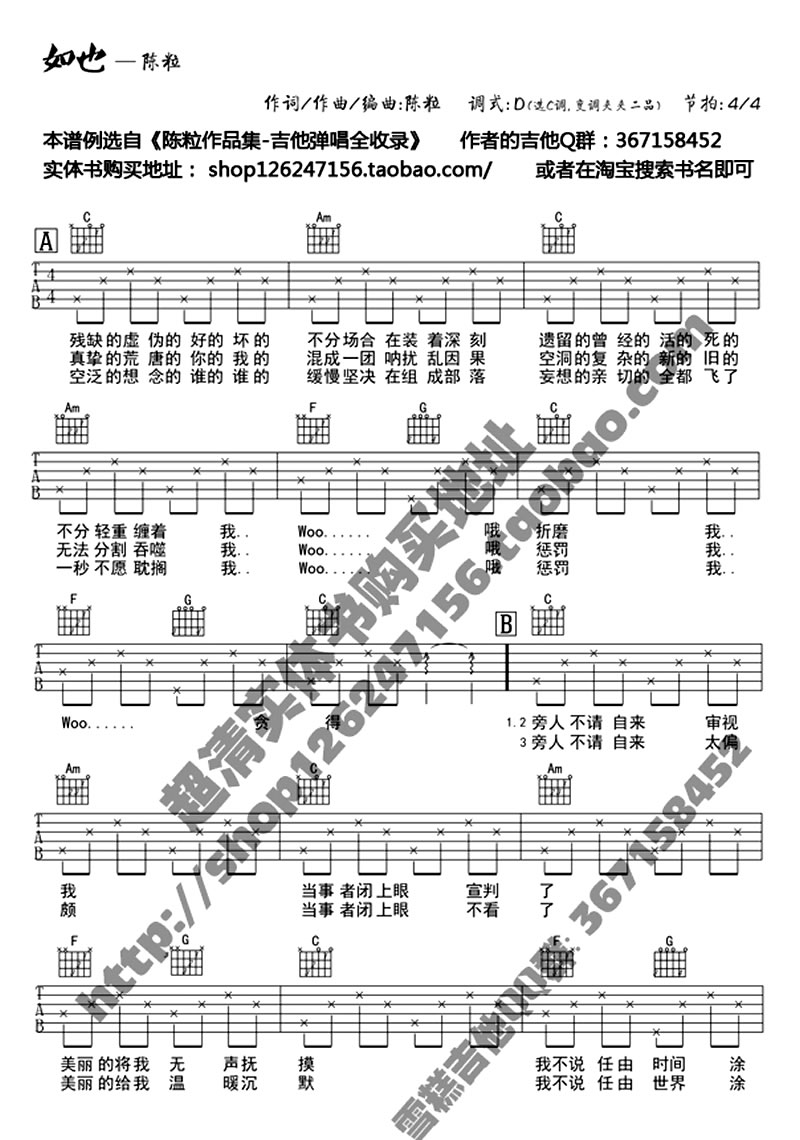 如也 — 陈粒
作词/作曲/编曲:陈粒 调式:D(选C调,变调夹夹二品) 节拍:4/4
本谱例选自《陈粒作品集-吉他弹唱全收录》 作者的吉他Q群：367158452
实体书购买地址： shop126247156.taobao.com/ 或者在淘宝搜索书名即可
C Am C
A
T A B 4 4
残缺的虚 伪的 好的 坏的 不分场合 在装 着深 刻 遗留的曾 经的 活的 死的
真挚的荒 唐的 你的 我的 混成一团 呐扰 乱因 果 空洞的复 杂的 新的 旧的
空泛的想 念的 谁的 谁的 缓慢坚决 在组 成部 落 妄想的亲 切的 全都 飞了
Am F G C
T A B
不分 轻重 缠着 我.. Woo...... 哦 折磨 我..
无法 分割 吞噬 我.. Woo...... 哦 惩罚 我..
一秒 不愿 耽搁 我.. Woo...... 哦 惩罚 我..
F G C B C
T A B
Woo...... 贪 得 1.2 旁人 不请 自来 审视
3 旁人 不请 自来 太偏
Am C Am
T A B
我 当事 者闭 上眼 宣判 了
颇 当事 者闭 上眼 不看 了
F G C F G
T A B
美丽 的将 我 无 声抚 摸 我不说 任由 时间 涂
美丽 的给 我 温 暖沉 默 我不说 任由 世界 涂
超清实体书购买地址
http://shop126247156.taobao.com
雪糕吉他QQ群: 367158452